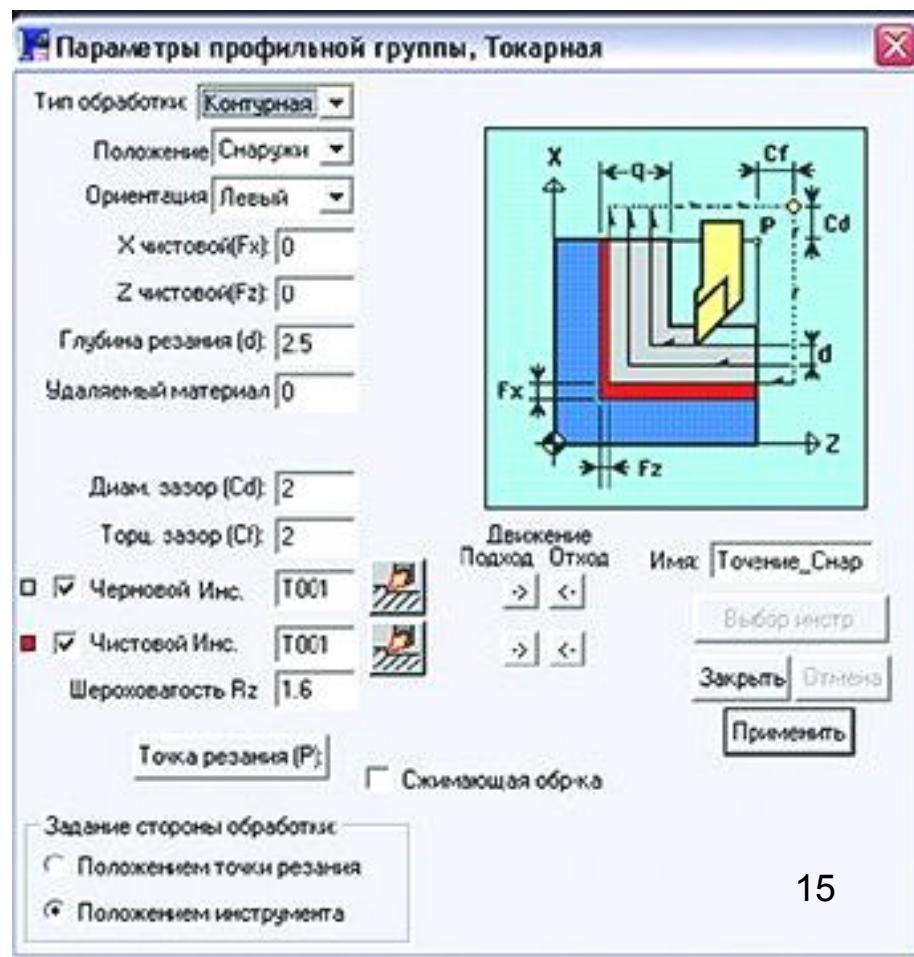 Параметры профильной группы, Токарная
Тип обработки: Контурная
Положение Снаружи
Ориентация Левый
X чистовой(Fx): 0
Z чистовой(Fz): 0
Глубина резания (d): 2.5
Удаляемый материал 0
Диам. зазор (Cd): 2
Торц. зазор (Cf): 2
Черновой Инс. T001
Чистовой Инс. T001
Шероховатость Rz 1.6
Точка резания (P):
Сжимающая обр-ка
Задание стороны обработки:
Положением точки резания
Положением инструмента
X
q
Cf
P
Cd
d
Fx
Z
Fz
Движение
Подход Отход
-> <-
-> <-
Имя: Точение_Снар
Выбор инстр
Закрыть Отмена
Применить
15